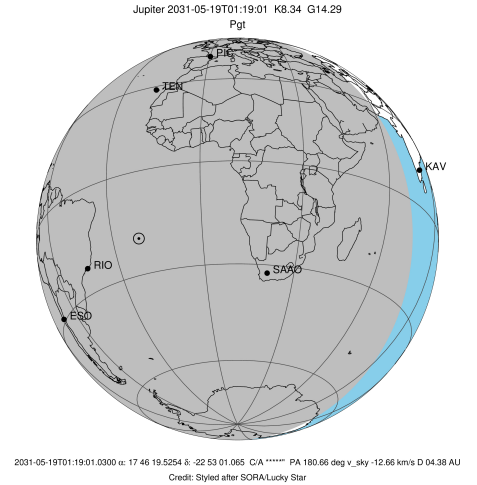 Jupiter 2031-05-19T01:19:01  K8.34  G14.29
Pgt
PIC
TEN
KAV
RIO
SAAO
ESO
2031-05-19T01:19:01.0300 α: 17 46 19.5254 δ: -22 53 01.065  C/A *****"  PA 180.66 deg v_sky -12.66 km/s D 04.38 AU
Credit: Styled after SORA/Lucky Star